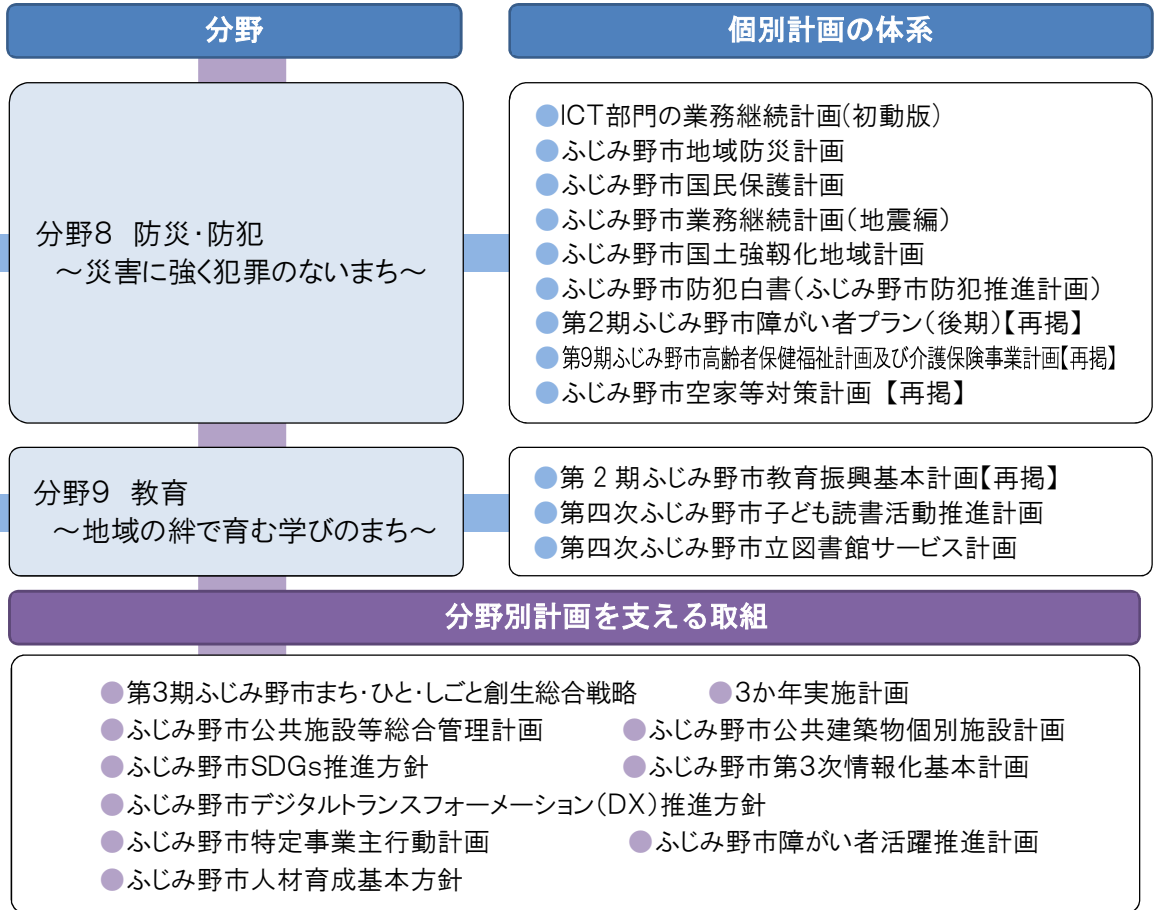 分野
個別計画の体系
分野8 防災・防犯
～災害に強く犯罪のないまち～
●ICT部門の業務継続計画(初動版)
●ふじみ野市地域防災計画
●ふじみ野市国民保護計画
●ふじみ野市業務継続計画(地震編)
●ふじみ野市国土強靱化地域計画
●ふじみ野市防犯白書(ふじみ野市防犯推進計画)
●第2期ふじみ野市障がい者プラン(後期)【再掲】
●第9期ふじみ野市高齢者保健福祉計画及び介護保険事業計画【再掲】
●ふじみ野市空家等対策計画 【再掲】
分野9 教育
～地域の絆で育む学びのまち～
●第 2 期ふじみ野市教育振興基本計画【再掲】
●第四次ふじみ野市子ども読書活動推進計画
●第四次ふじみ野市立図書館サービス計画
分野別計画を支える取組
●第3期ふじみ野市まち・ひと・しごと創生総合戦略 ●3か年実施計画
●ふじみ野市公共施設等総合管理計画 ●ふじみ野市公共建築物個別施設計画
●ふじみ野市SDGs推進方針 ●ふじみ野市第3次情報化基本計画
●ふじみ野市デジタルトランスフォーメーション(DX)推進方針
●ふじみ野市特定事業主行動計画 ●ふじみ野市障がい者活躍推進計画
●ふじみ野市人材育成基本方針